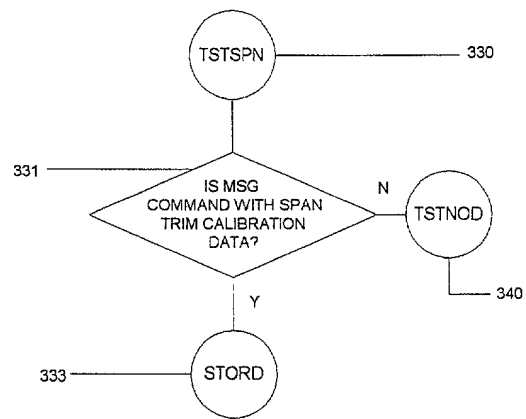 TSTSPN
330
331
IS MSG
COMMAND WITH SPAN
TRIM CALIBRATION
DATA?
N
TSTNOD
340
Y
STORD
333